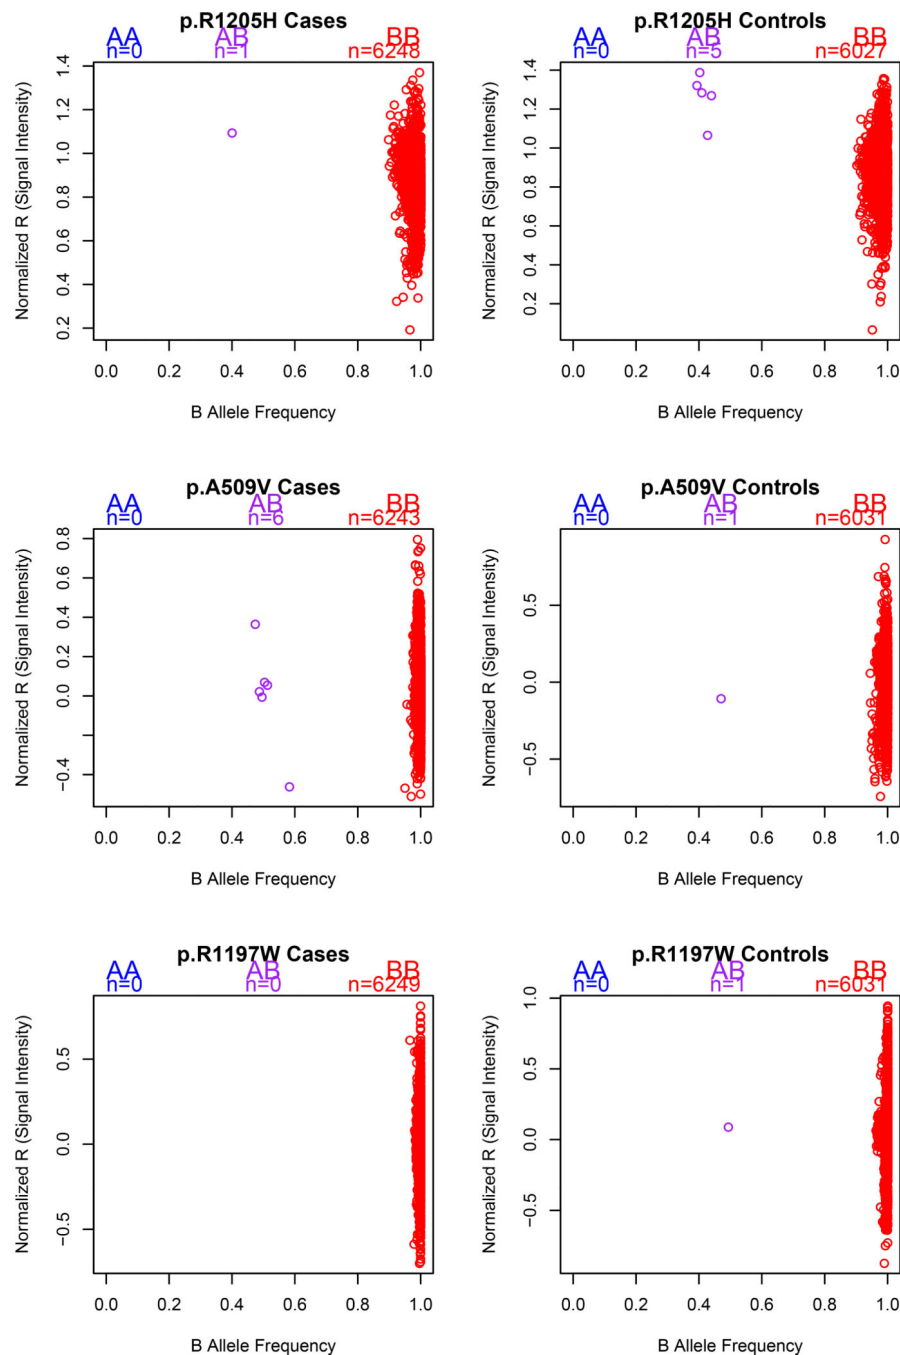 p.R1205H Cases
AA AB BB
n=0 n=1 n=6248
1.4
1.2
1.0
0.8
0.6
0.4
0.2
Normalized R (Signal Intensity)
0.0 0.2 0.4 0.6 0.8 1.0
B Allele Frequency
p.R1205H Controls
AA AB BB
n=0 n=5 n=6027
1.4
1.2
1.0
0.8
0.6
0.4
0.2
Normalized R (Signal Intensity)
0.0 0.2 0.4 0.6 0.8 1.0
B Allele Frequency
p.A509V Cases
AA AB BB
n=0 n=6 n=6243
0.8
0.4
0.0
−0.4
Normalized R (Signal Intensity)
0.0 0.2 0.4 0.6 0.8 1.0
B Allele Frequency
p.A509V Controls
AA AB BB
n=0 n=1 n=6031
0.5
0.0
−0.5
Normalized R (Signal Intensity)
0.0 0.2 0.4 0.6 0.8 1.0
B Allele Frequency
p.R1197W Cases
AA AB BB
n=0 n=0 n=6249
0.5
0.0
−0.5
Normalized R (Signal Intensity)
0.0 0.2 0.4 0.6 0.8 1.0
B Allele Frequency
p.R1197W Controls
AA AB BB
n=0 n=1 n=6031
1.0
0.5
0.0
−0.5
Normalized R (Signal Intensity)
0.0 0.2 0.4 0.6 0.8 1.0
B Allele Frequency